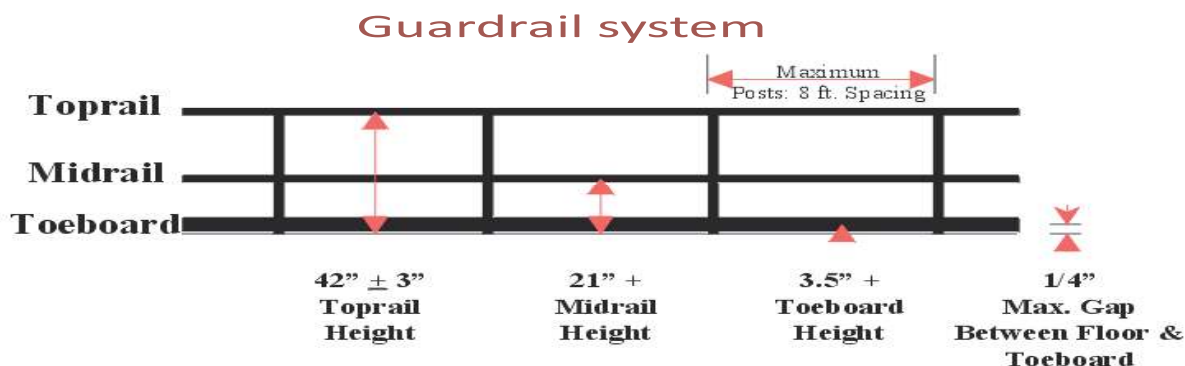 Guardrail system
Maximum
Posts: 8 ft. Spacing
Toprail
Midrail
Toeboard
42” ± 3”
Toprail
Height
21” +
Midrail
Height
3.5” +
Toeboard
Height
1/4”
Max. Gap
Between Floor &
Toeboard